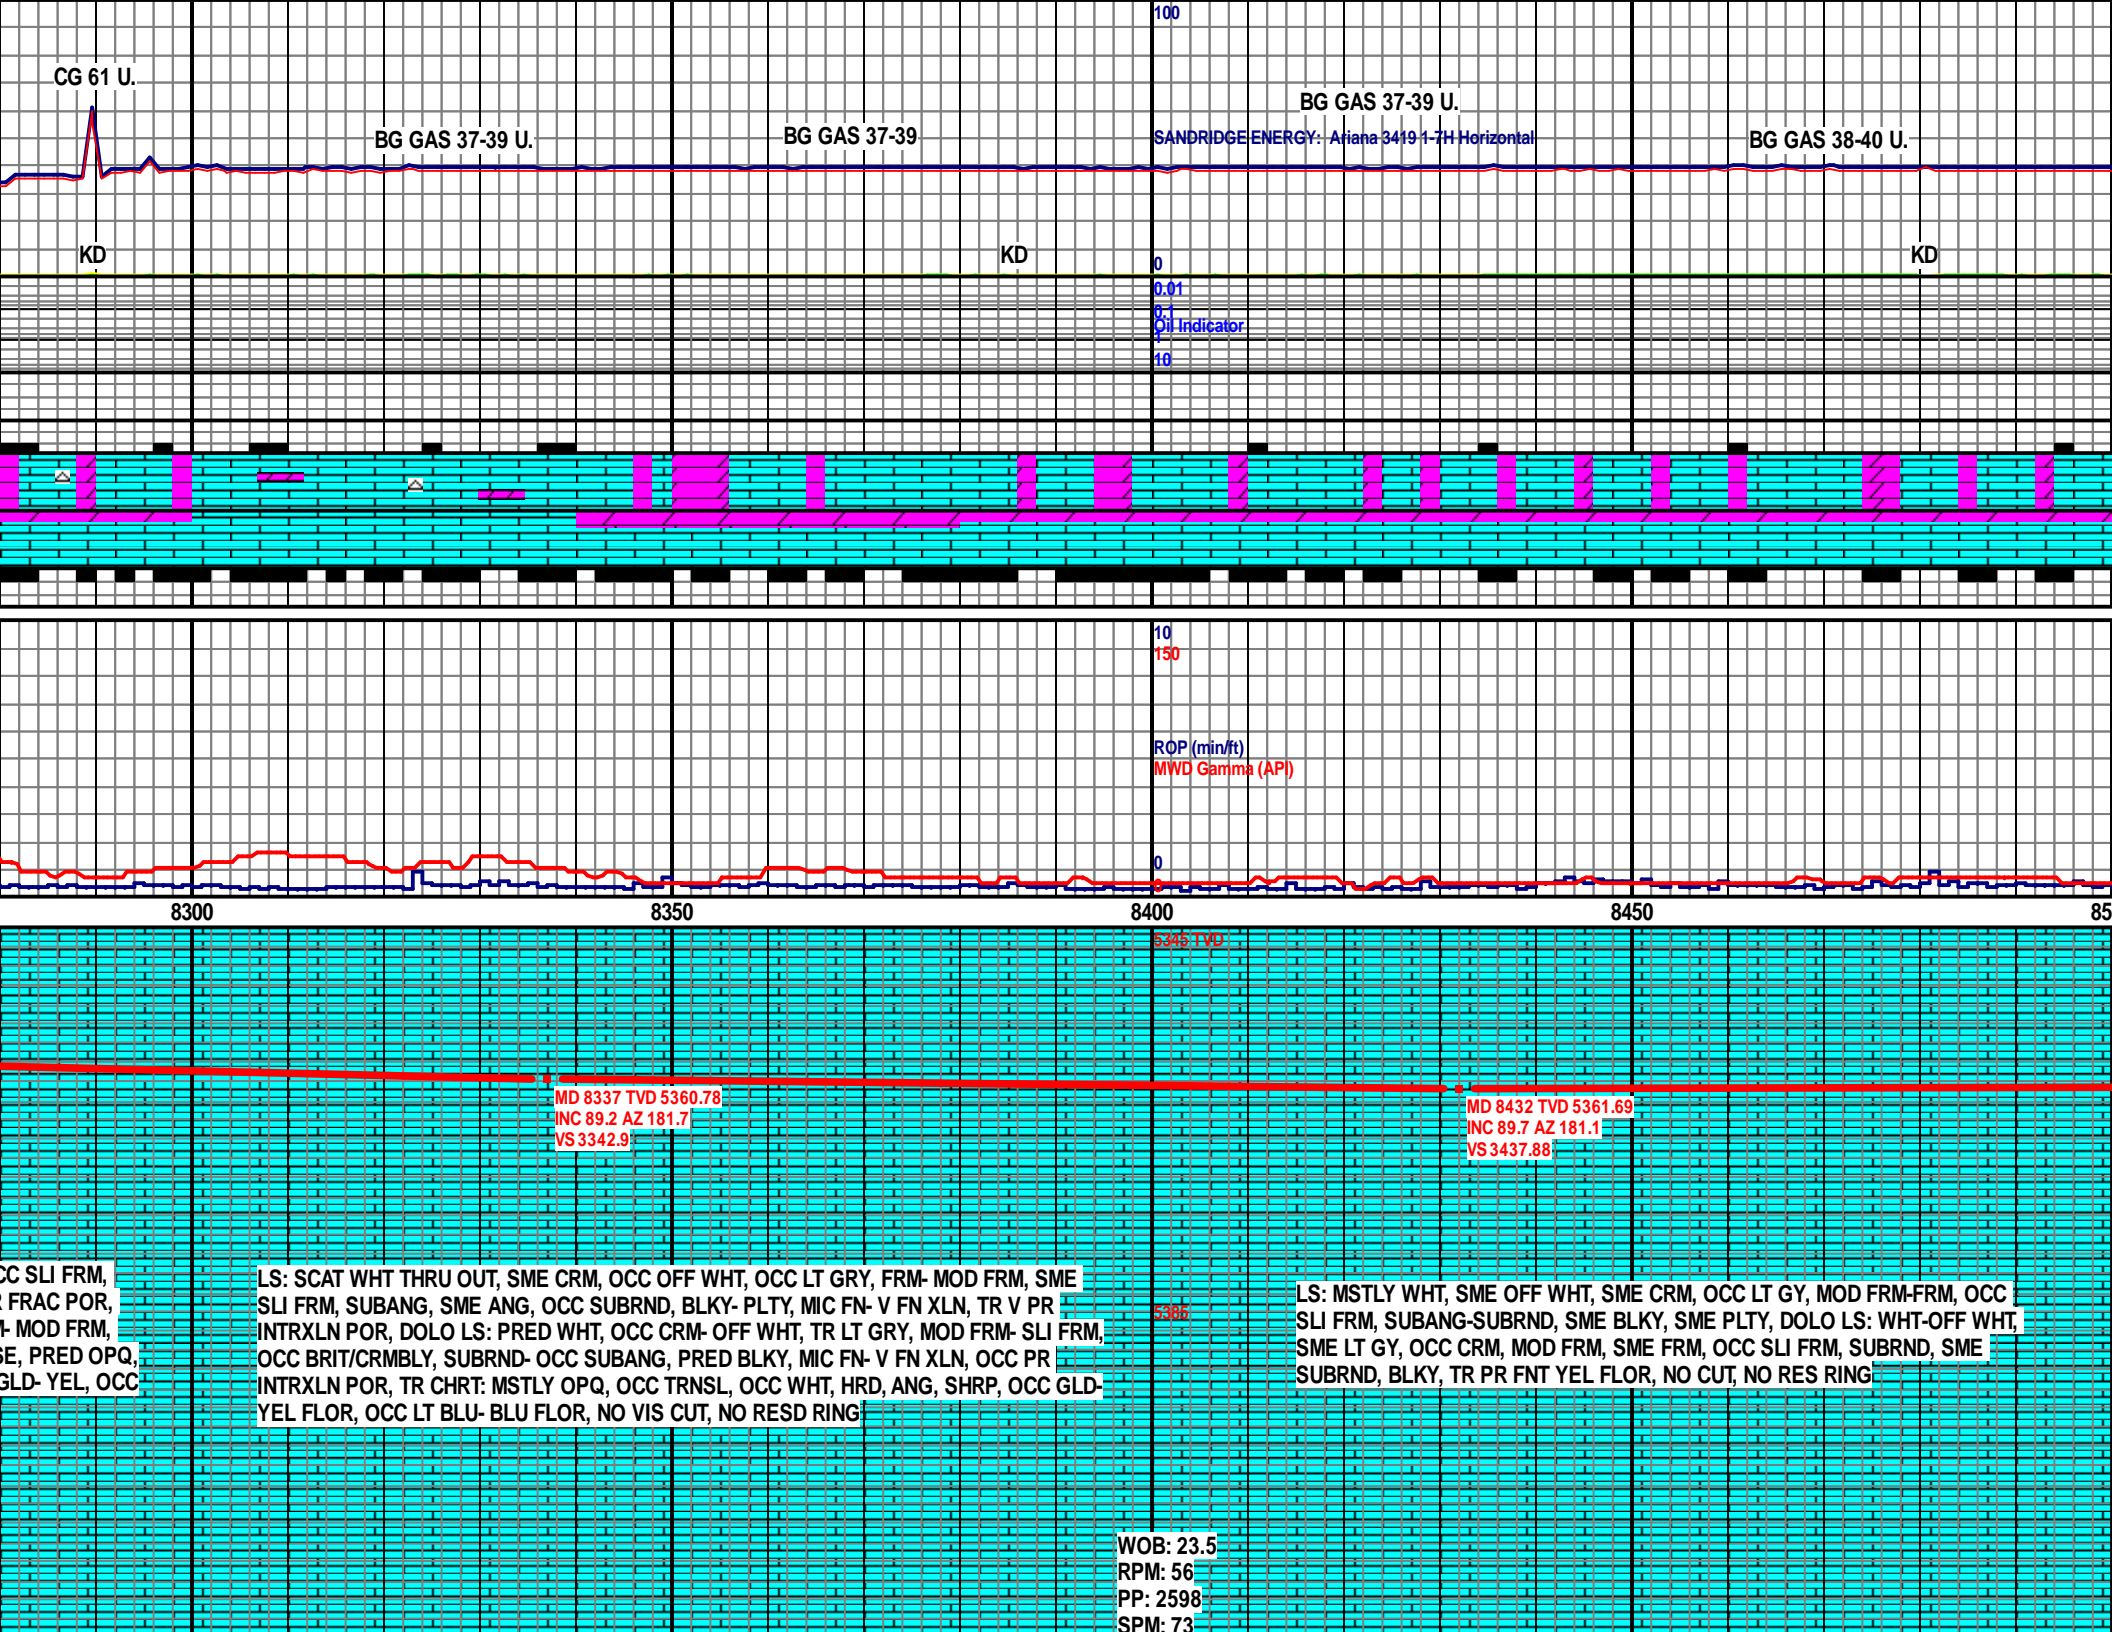 100
CG 61 U.
BG GAS 37-39 U.
BG GAS 37-39 U.
BG GAS 37-39
SANDRIDGE ENERGY: Ariana 3419 1-7H Horizontal
BG GAS 38-40 U.
KD
KD
KD
0
0.01
0.1
Oil Indicator
1
10
10
150
ROP (min/ft)
MWD Gamma (API)
0
0
8300
8350
8400
8450
85
5345 TVD
MD 8337 TVD 5360.78
INC 89.2 AZ 181.7
VS 3342.9
MD 8432 TVD 5361.69
INC 89.7 AZ 181.1
VS 3437.88
CC SLI FRM,
R FRAC POR,
M- MOD FRM,
SE, PRED OPQ,
GLD- YEL, OCC
LS: SCAT WHT THRU OUT, SME CRM, OCC OFF WHT, OCC LT GRY, FRM- MOD FRM, SME
SLI FRM, SUBANG, SME ANG, OCC SUBRND, BLKY- PLTY, MIC FN- V FN XLN, TR V PR
INTRXLN POR, DOLO LS: PRED WHT, OCC CRM- OFF WHT, TR LT GRY, MOD FRM- SLI FRM,
OCC BRIT/CRMBLY, SUBRND- OCC SUBANG, PRED BLKY, MIC FN- V FN XLN, OCC PR
INTRXLN POR, TR CHRT: MSTLY OPQ, OCC TRNSL, OCC WHT, HRD, ANG, SHRP, OCC GLD-
YEL FLOR, OCC LT BLU- BLU FLOR, NO VIS CUT, NO RESD RING
5385
LS: MSTLY WHT, SME OFF WHT, SME CRM, OCC LT GY, MOD FRM-FRM, OCC
SLI FRM, SUBANG-SUBRND, SME BLKY, SME PLTY, DOLO LS: WHT-OFF WHT,
SME LT GY, OCC CRM, MOD FRM, SME FRM, OCC SLI FRM, SUBRND, SME
SUBRND, BLKY, TR PR FNT YEL FLOR, NO CUT, NO RES RING
WOB: 23.5
RPM: 56
PP: 2598
SPM: 73